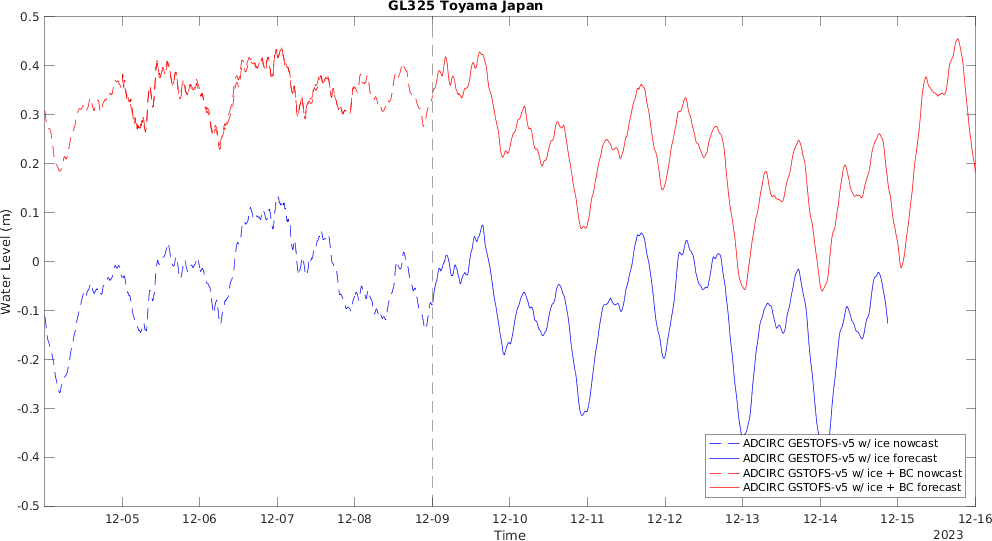 GL325 Toyama Japan
0.5
0.4
0.3
0.2
0.1
0
-0.1
-0.2
-0.3
-0.4
-0.5
Water Level (m)
ADCIRC GESTOFS-v5 w/ ice nowcast
ADCIRC GESTOFS-v5 w/ ice forecast
ADCIRC GSTOFS-v5 w/ ice + BC nowcast
ADCIRC GSTOFS-v5 w/ ice + BC forecast
12-05 12-06 12-07 12-08 12-09 12-10 12-11 12-12 12-13 12-14 12-15 12-16
Time
2023